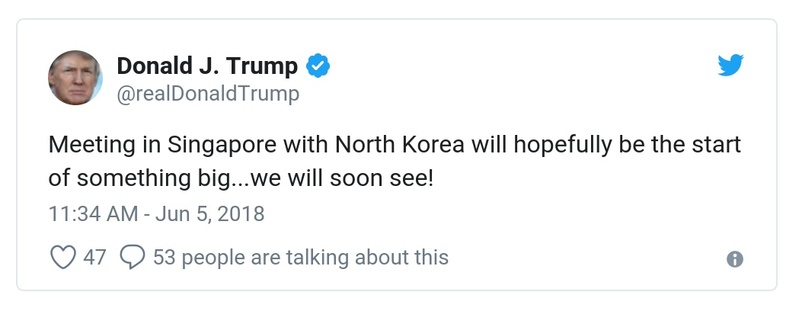 Donald J. Trump
@realDonaldTrump
Meeting in Singapore with North Korea will hopefully be the start
of something big...we will soon see!
11:34 AM - Jun 5, 2018
47 53 people are talking about this